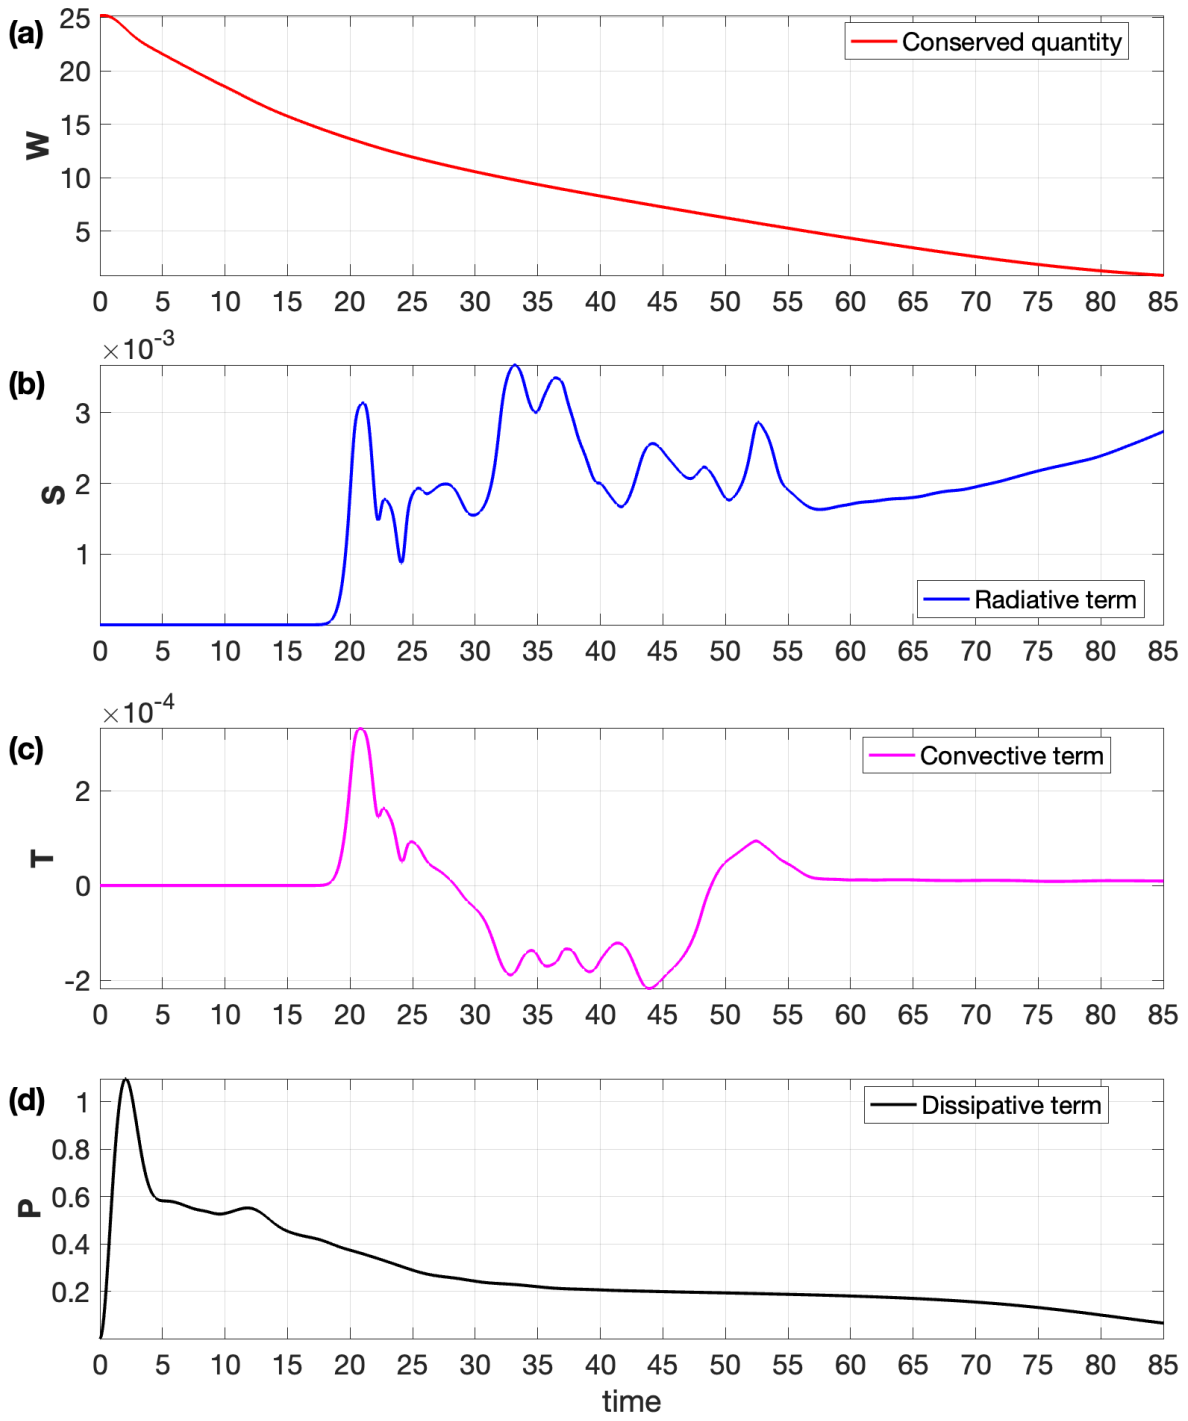 (a)
W
25
20
15
10
5
Conserved quantity
0 5 10 15 20 25 30 35 40 45 50 55 60 65 70 75 80 85
×10-3
(b)
S
3
2
1
Radiative term
0 5 10 15 20 25 30 35 40 45 50 55 60 65 70 75 80 85
×10-4
(c)
T
2
0
-2
Convective term
0 5 10 15 20 25 30 35 40 45 50 55 60 65 70 75 80 85
(d)
P
1
0.8
0.6
0.4
0.2
Dissipative term
0 5 10 15 20 25 30 35 40 45 50 55 60 65 70 75 80 85
time